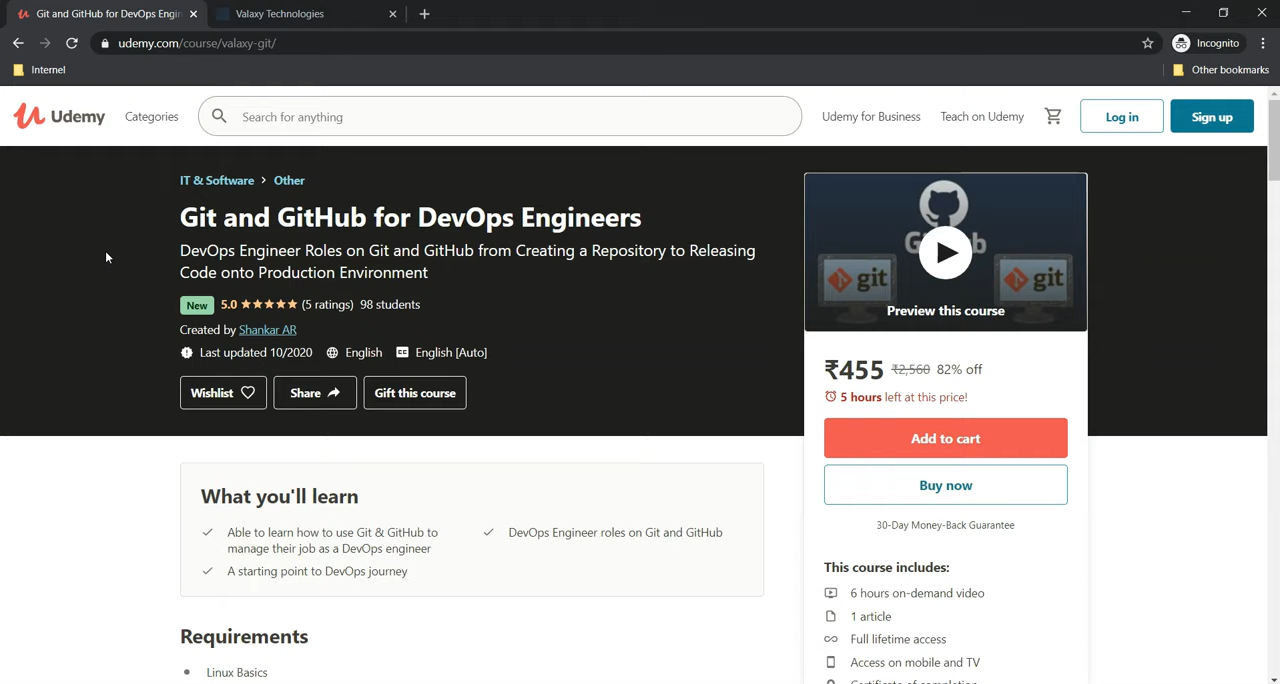 Git and GitHub for DevOps Engin
Valaxy Technologies
udemy.com/course/valaxy-git/
Incognito
Internet
Other bookmarks
Udemy
Categories
Search for anything
Udemy for Business
Teach on Udemy
Log in
Sign up
IT & Software > Other
Git and GitHub for DevOps Engineers
DevOps Engineer Roles on Git and GitHub from Creating a Repository to Releasing
Code onto Production Environment
New 5.0 (5 ratings) 98 students
Created by Shankar AR
Last updated 10/2020 English English [Auto]
Wishlist
Share
Gift this course
git
git
Preview this course
₹455 ₹2,560 82% off
5 hours left at this price!
Add to cart
Buy now
30-Day Money-Back Guarantee
What you'll learn
Able to learn how to use Git & GitHub to
manage their job as a DevOps engineer
A starting point to DevOps journey
DevOps Engineer roles on Git and GitHub
This course includes:
6 hours on-demand video
1 article
Full lifetime access
Access on mobile and TV
Requirements
Linux Basics